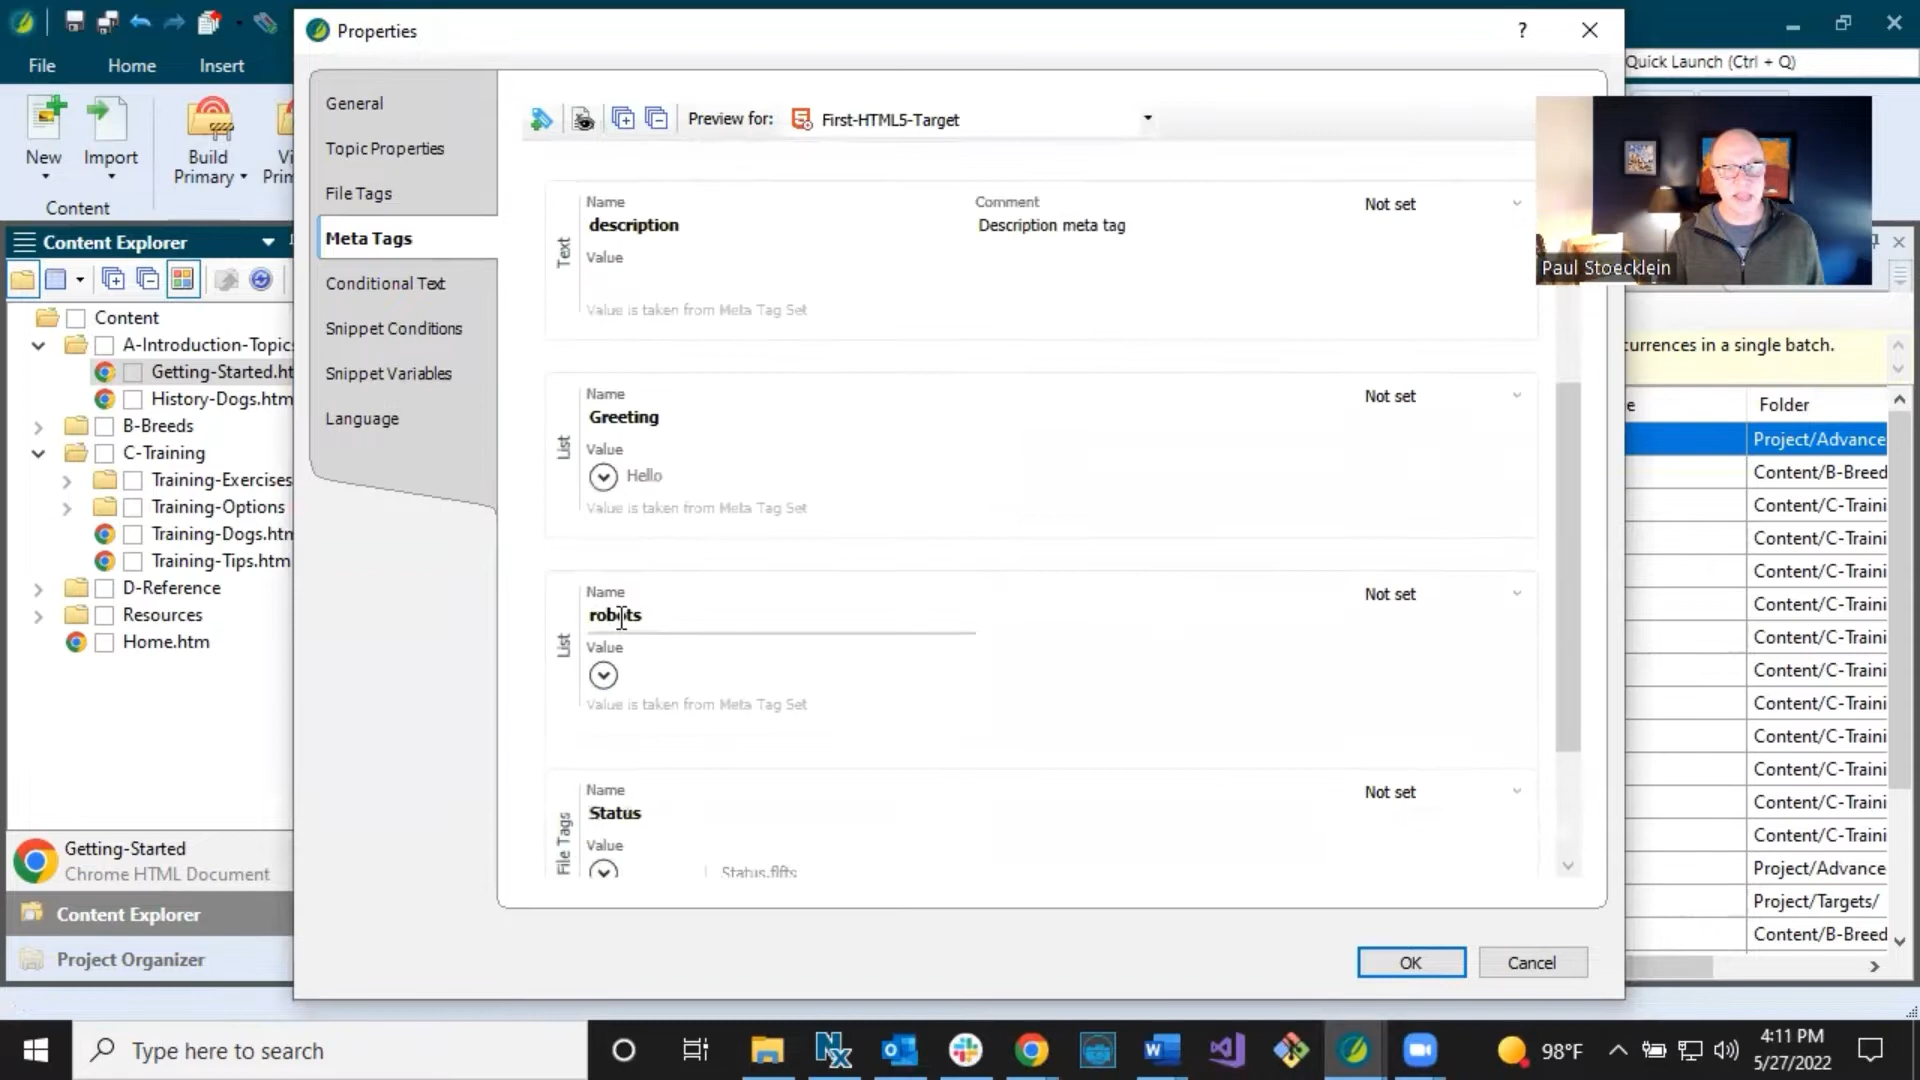 Properties
?
File
Home
Insert
Quick Launch (Ctrl + Q)
New
Import
Build
Primary
Content
Content Explorer
Content
A-Introduction-Topics
Getting-Started.ht
History-Dogs.htm
B-Breeds
C-Training
Training-Exercises
Training-Options
Training-Dogs.htm
Training-Tips.htm
D-Reference
Resources
Home.htm
Getting-Started
Chrome HTML Document
Content Explorer
Project Organizer
General
Topic Properties
File Tags
Meta Tags
Conditional Text
Snippet Conditions
Snippet Variables
Language
Preview for:
First-HTML5-Target
Text
Name
description
Comment
Description meta tag
Not set
Value
Value is taken from Meta Tag Set
List
Name
Greeting
Not set
Value
Hello
Value is taken from Meta Tag Set
List
Name
robots
Not set
Value
Value is taken from Meta Tag Set
File Tags
Name
Status
Not set
Value
Status.flfts
OK
Cancel
Paul Stoecklein
currences in a single batch.
e
Folder
Project/Advance
Content/B-Breed
Content/C-Traini
Content/C-Traini
Content/C-Traini
Content/C-Traini
Content/C-Traini
Content/C-Traini
Content/C-Traini
Content/C-Traini
Content/C-Traini
Content/C-Traini
Content/C-Traini
Project/Advance
Project/Targets/
Content/B-Breed
Type here to search
98°F
4:11 PM
5/27/2022